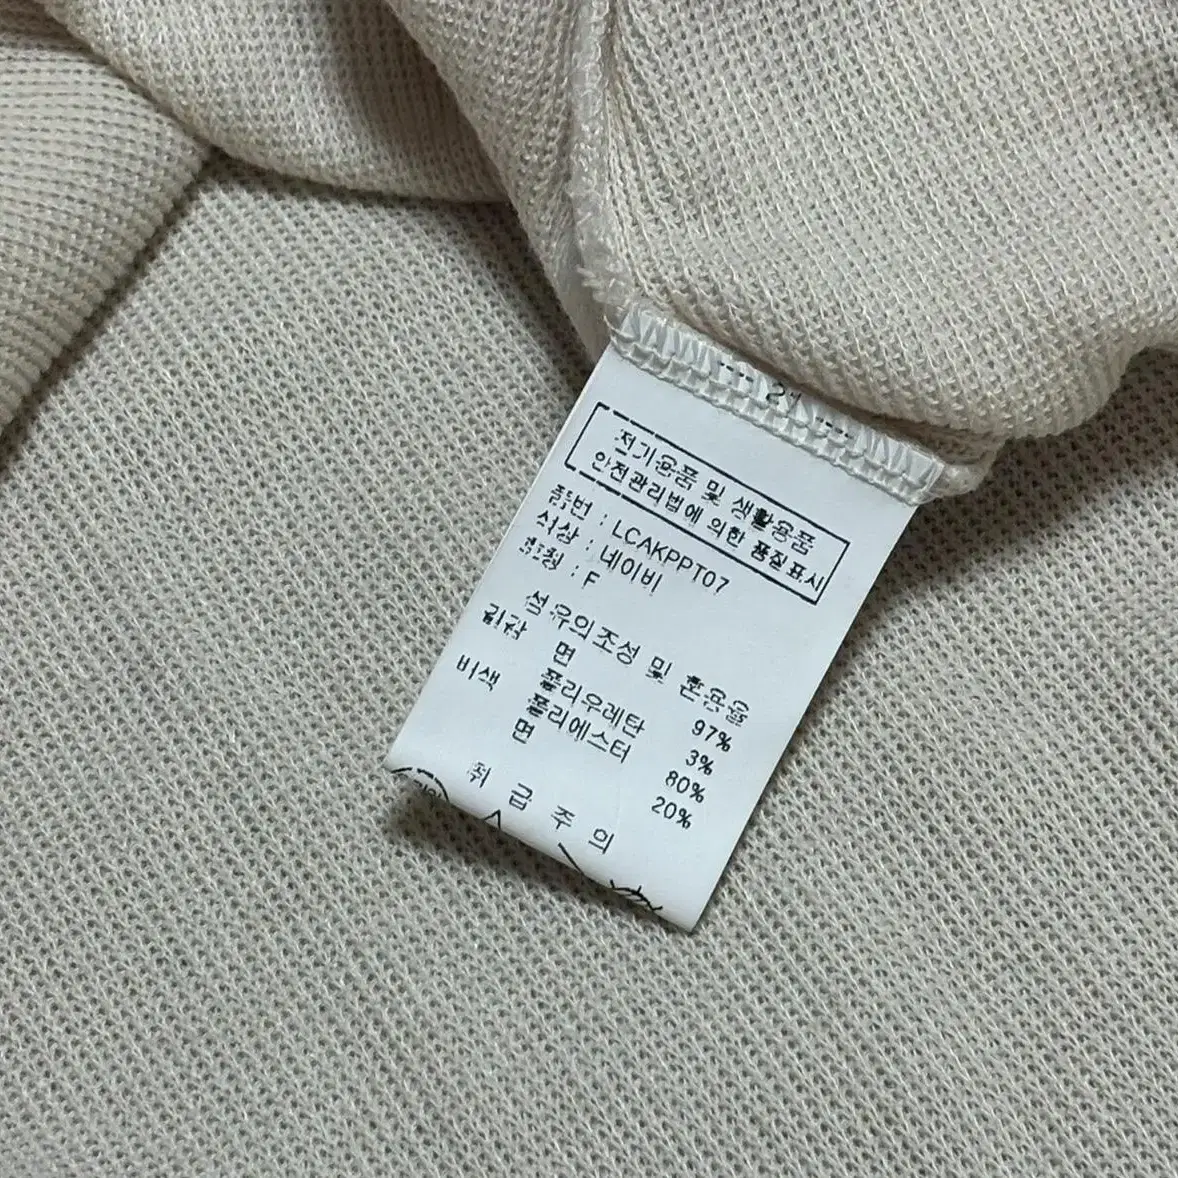 21
전기용품 및 생활용품
안전관리법에 의한 품질표시
품번 : LCAKPPT07
색상 : 네이비
호칭 : F
섬유의조성 및 혼용율
겉감 면 97%
폴리우레탄 3%
배색 폴리에스터 80%
면 20%
취급주의